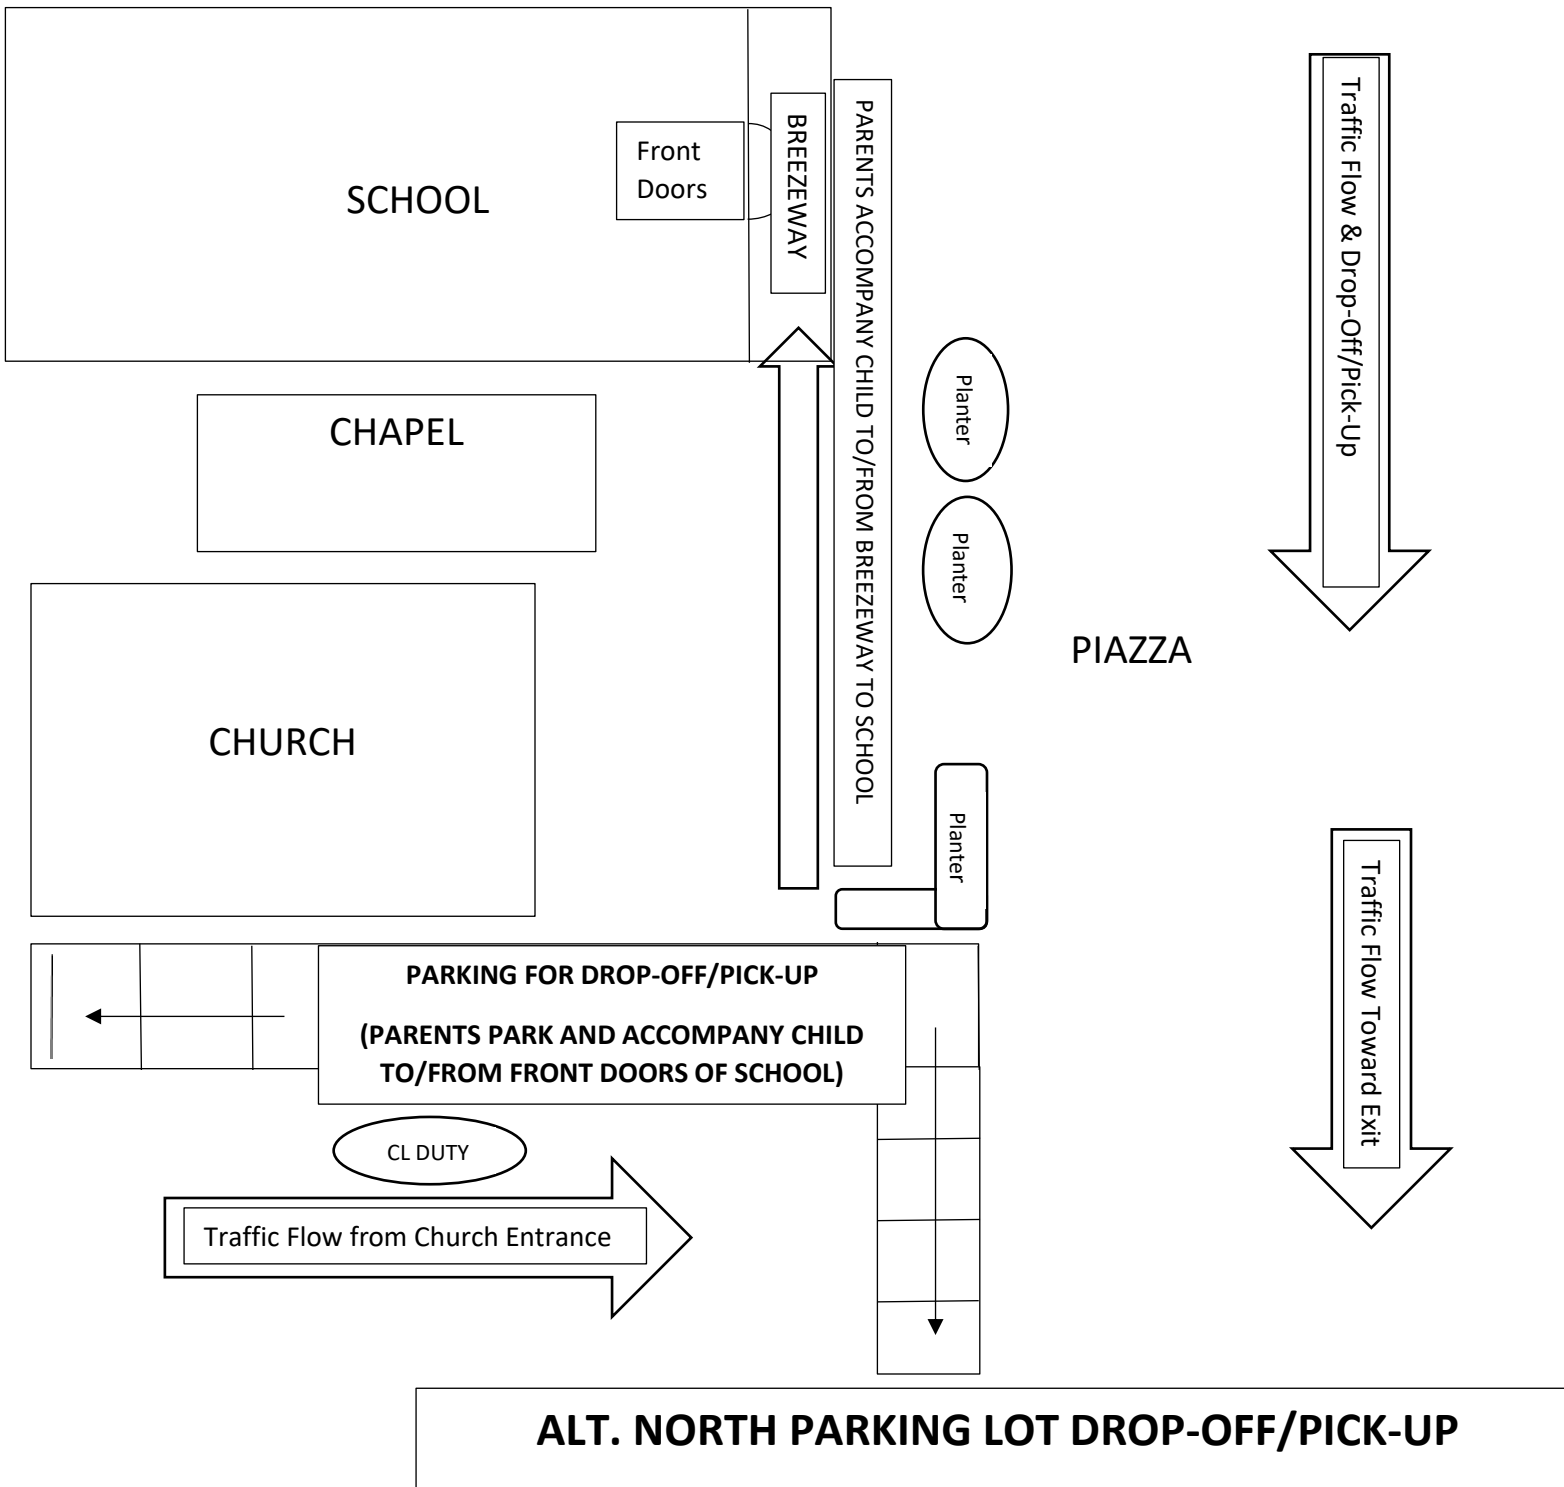 SCHOOL
Front
Doors
BREEZEWAY
PARENTS ACCOMPANY CHILD TO/FROM BREEZEWAY TO SCHOOL
Traffic Flow & Drop-Off/Pick-Up
CHAPEL
Planter
Planter
PIAZZA
CHURCH
Planter
Traffic Flow Toward Exit
PARKING FOR DROP-OFF/PICK-UP
(PARENTS PARK AND ACCOMPANY CHILD
TO/FROM FRONT DOORS OF SCHOOL)
CL DUTY
Traffic Flow from Church Entrance
ALT. NORTH PARKING LOT DROP-OFF/PICK-UP